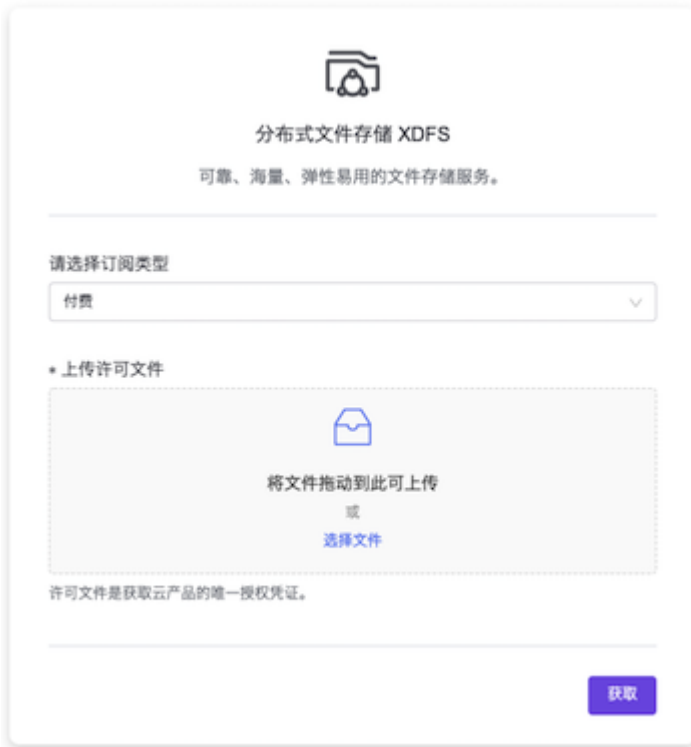 分布式文件存储 XDFS
可靠、海量、弹性易用的文件存储服务。
请选择订阅类型
付费
* 上传许可文件
将文件拖动到此可上传
或
选择文件
许可文件是获取云产品的唯一授权凭证。
获取